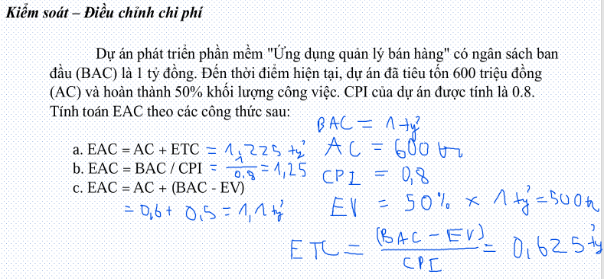 Kiểm soát – Điều chỉnh chi phí
Dự án phát triển phần mềm "Ứng dụng quản lý bán hàng" có ngân sách ban
đầu (BAC) là 1 tỷ đồng. Đến thời điểm hiện tại, dự án đã tiêu tốn 600 triệu đồng
(AC) và hoàn thành 50% khối lượng công việc. CPI của dự án được tính là 0.8.
Tính toán EAC theo các công thức sau:
BAC = 1 tỷ
a. EAC = AC + ETC = 1,225 tỷ
AC = 600 tr
b. EAC = BAC / CPI = 1/0,8 = 1,25
CPI = 0,8
c. EAC = AC + (BAC - EV)
= 0,6 + 0,5 = 1,1 tỷ
EV = 50% × 1 tỷ = 500tr
ETC = (BAC - EV)/CPI = 0,625 tỷ